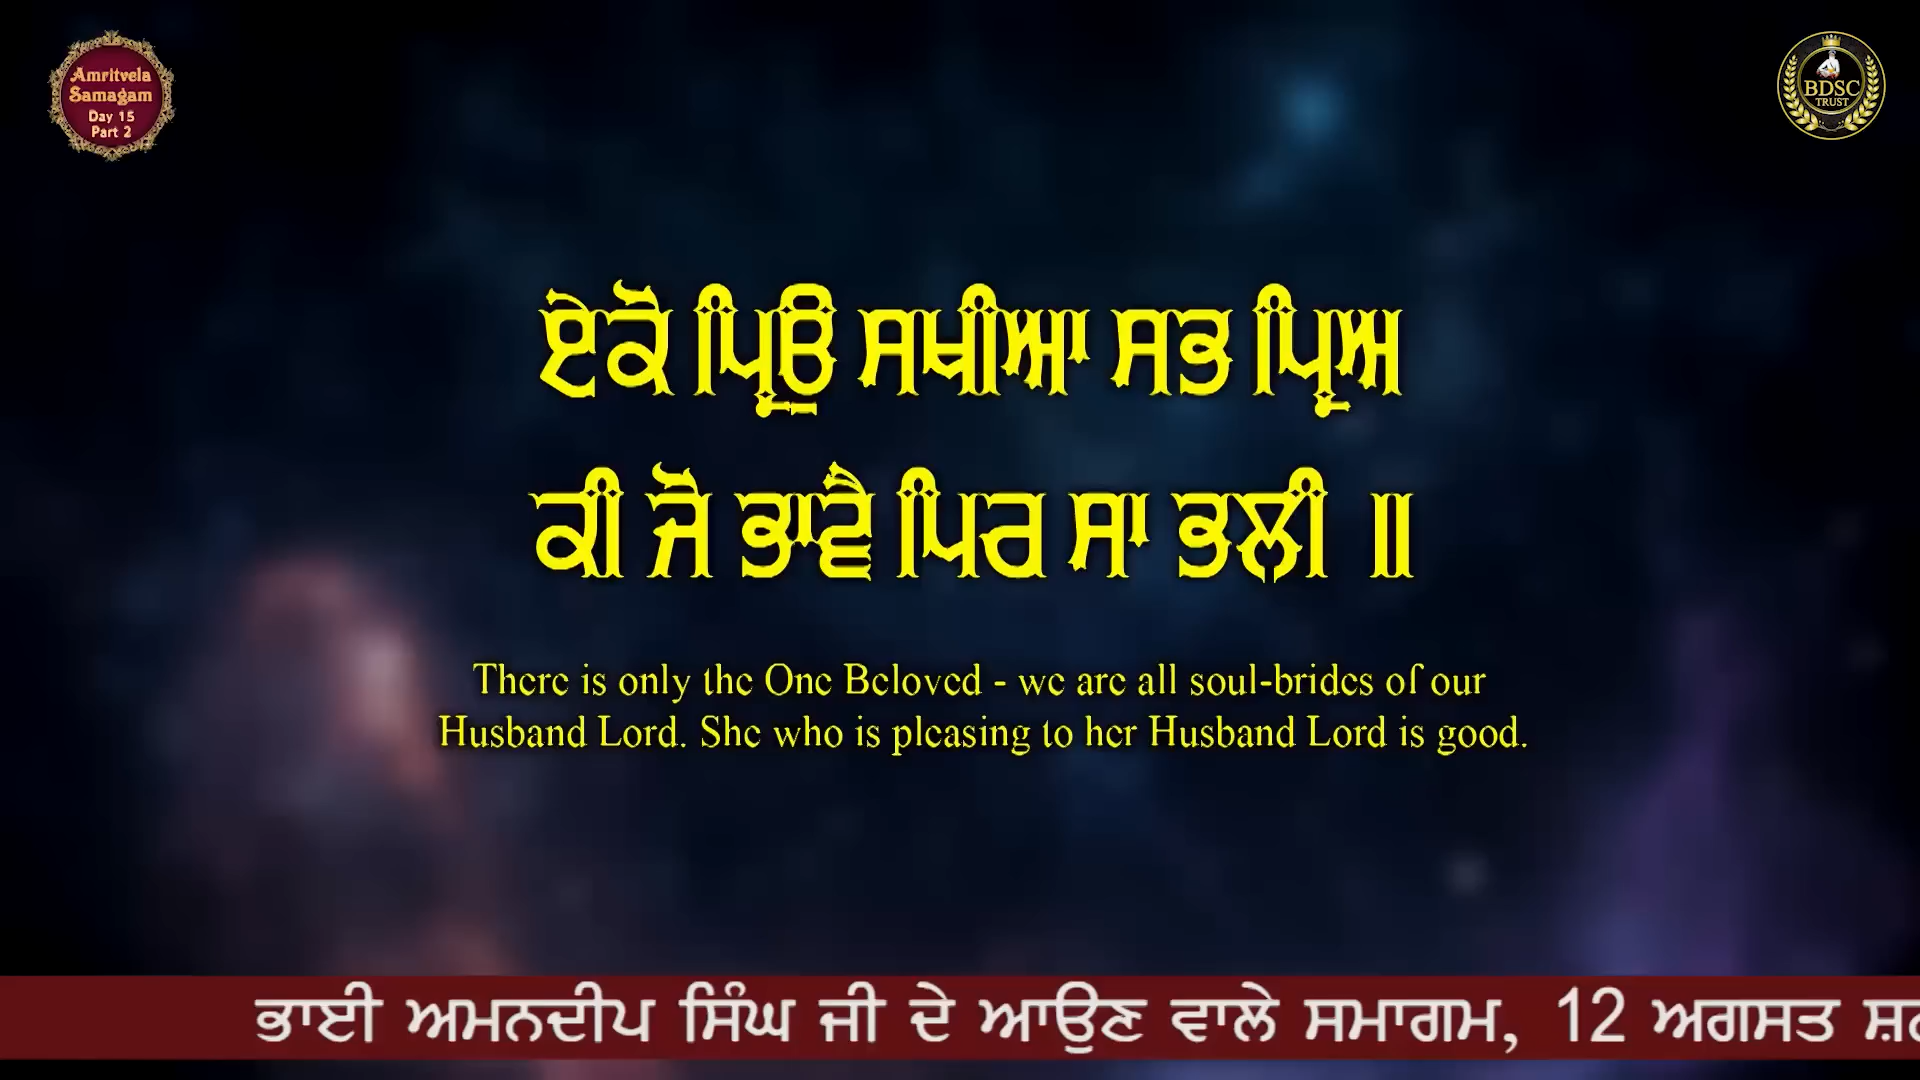 Amritvela
Samagam
Day 15
Part 2
BDSC
TRUST
ਏਕੋ ਪ੍ਰਿਉ ਸਖੀਆ ਸਭ ਪ੍ਰਿਅ
ਕੀ ਜੋ ਭਾਵੈ ਪਿਰ ਸਾ ਭਲੀ ॥
There is only the One Beloved - we are all soul-brides of our
Husband Lord. She who is pleasing to her Husband Lord is good.
ਭਾਈ ਅਮਨਦੀਪ ਸਿੰਘ ਜੀ ਦੇ ਆਉਣ ਵਾਲੇ ਸਮਾਗਮ, 12 ਅਗਸਤ